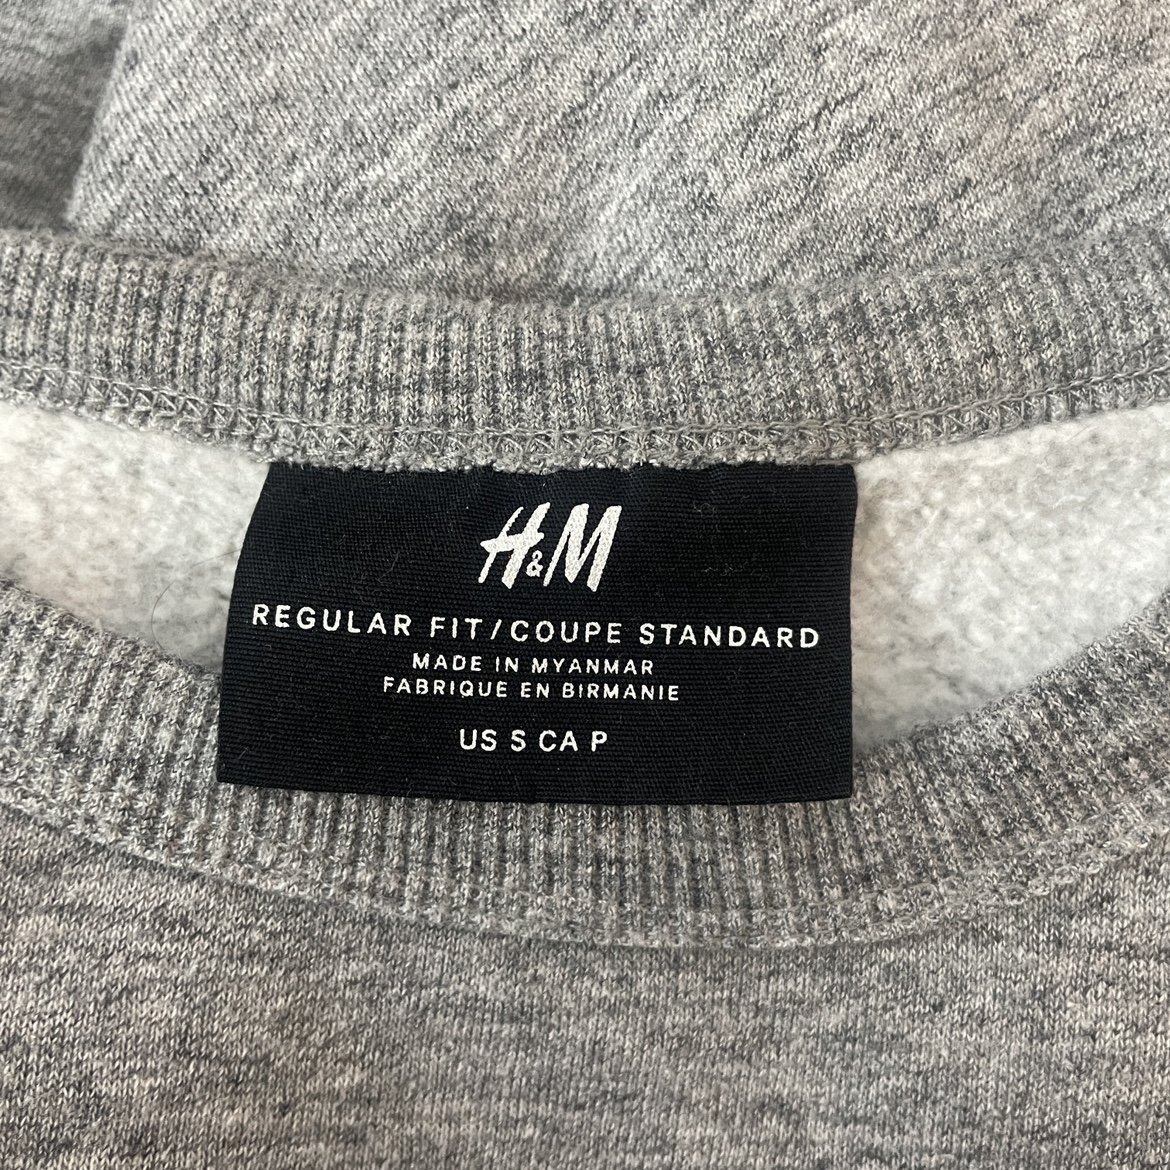 H&M
REGULAR FIT/COUPE STANDARD
MADE IN MYANMAR
FABRIQUE EN BIRMANIE
US S CA P